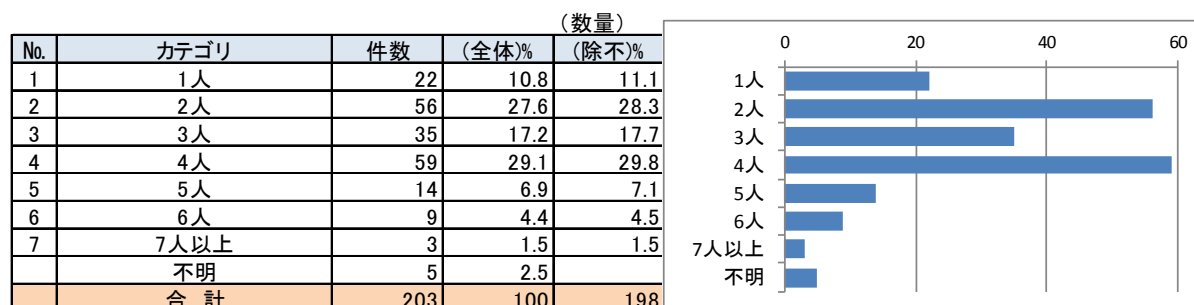 (数量)
No. カテゴリ 件数 (全体)% (除不)%
1 1人 22 10.8 11.1
2 2人 56 27.6 28.3
3 3人 35 17.2 17.7
4 4人 59 29.1 29.8
5 5人 14 6.9 7.1
6 6人 9 4.4 4.5
7 7人以上 3 1.5 1.5
不明 5 2.5
合 計 203 100 198
0 20 40 60
1人
2人
3人
4人
5人
6人
7人以上
不明